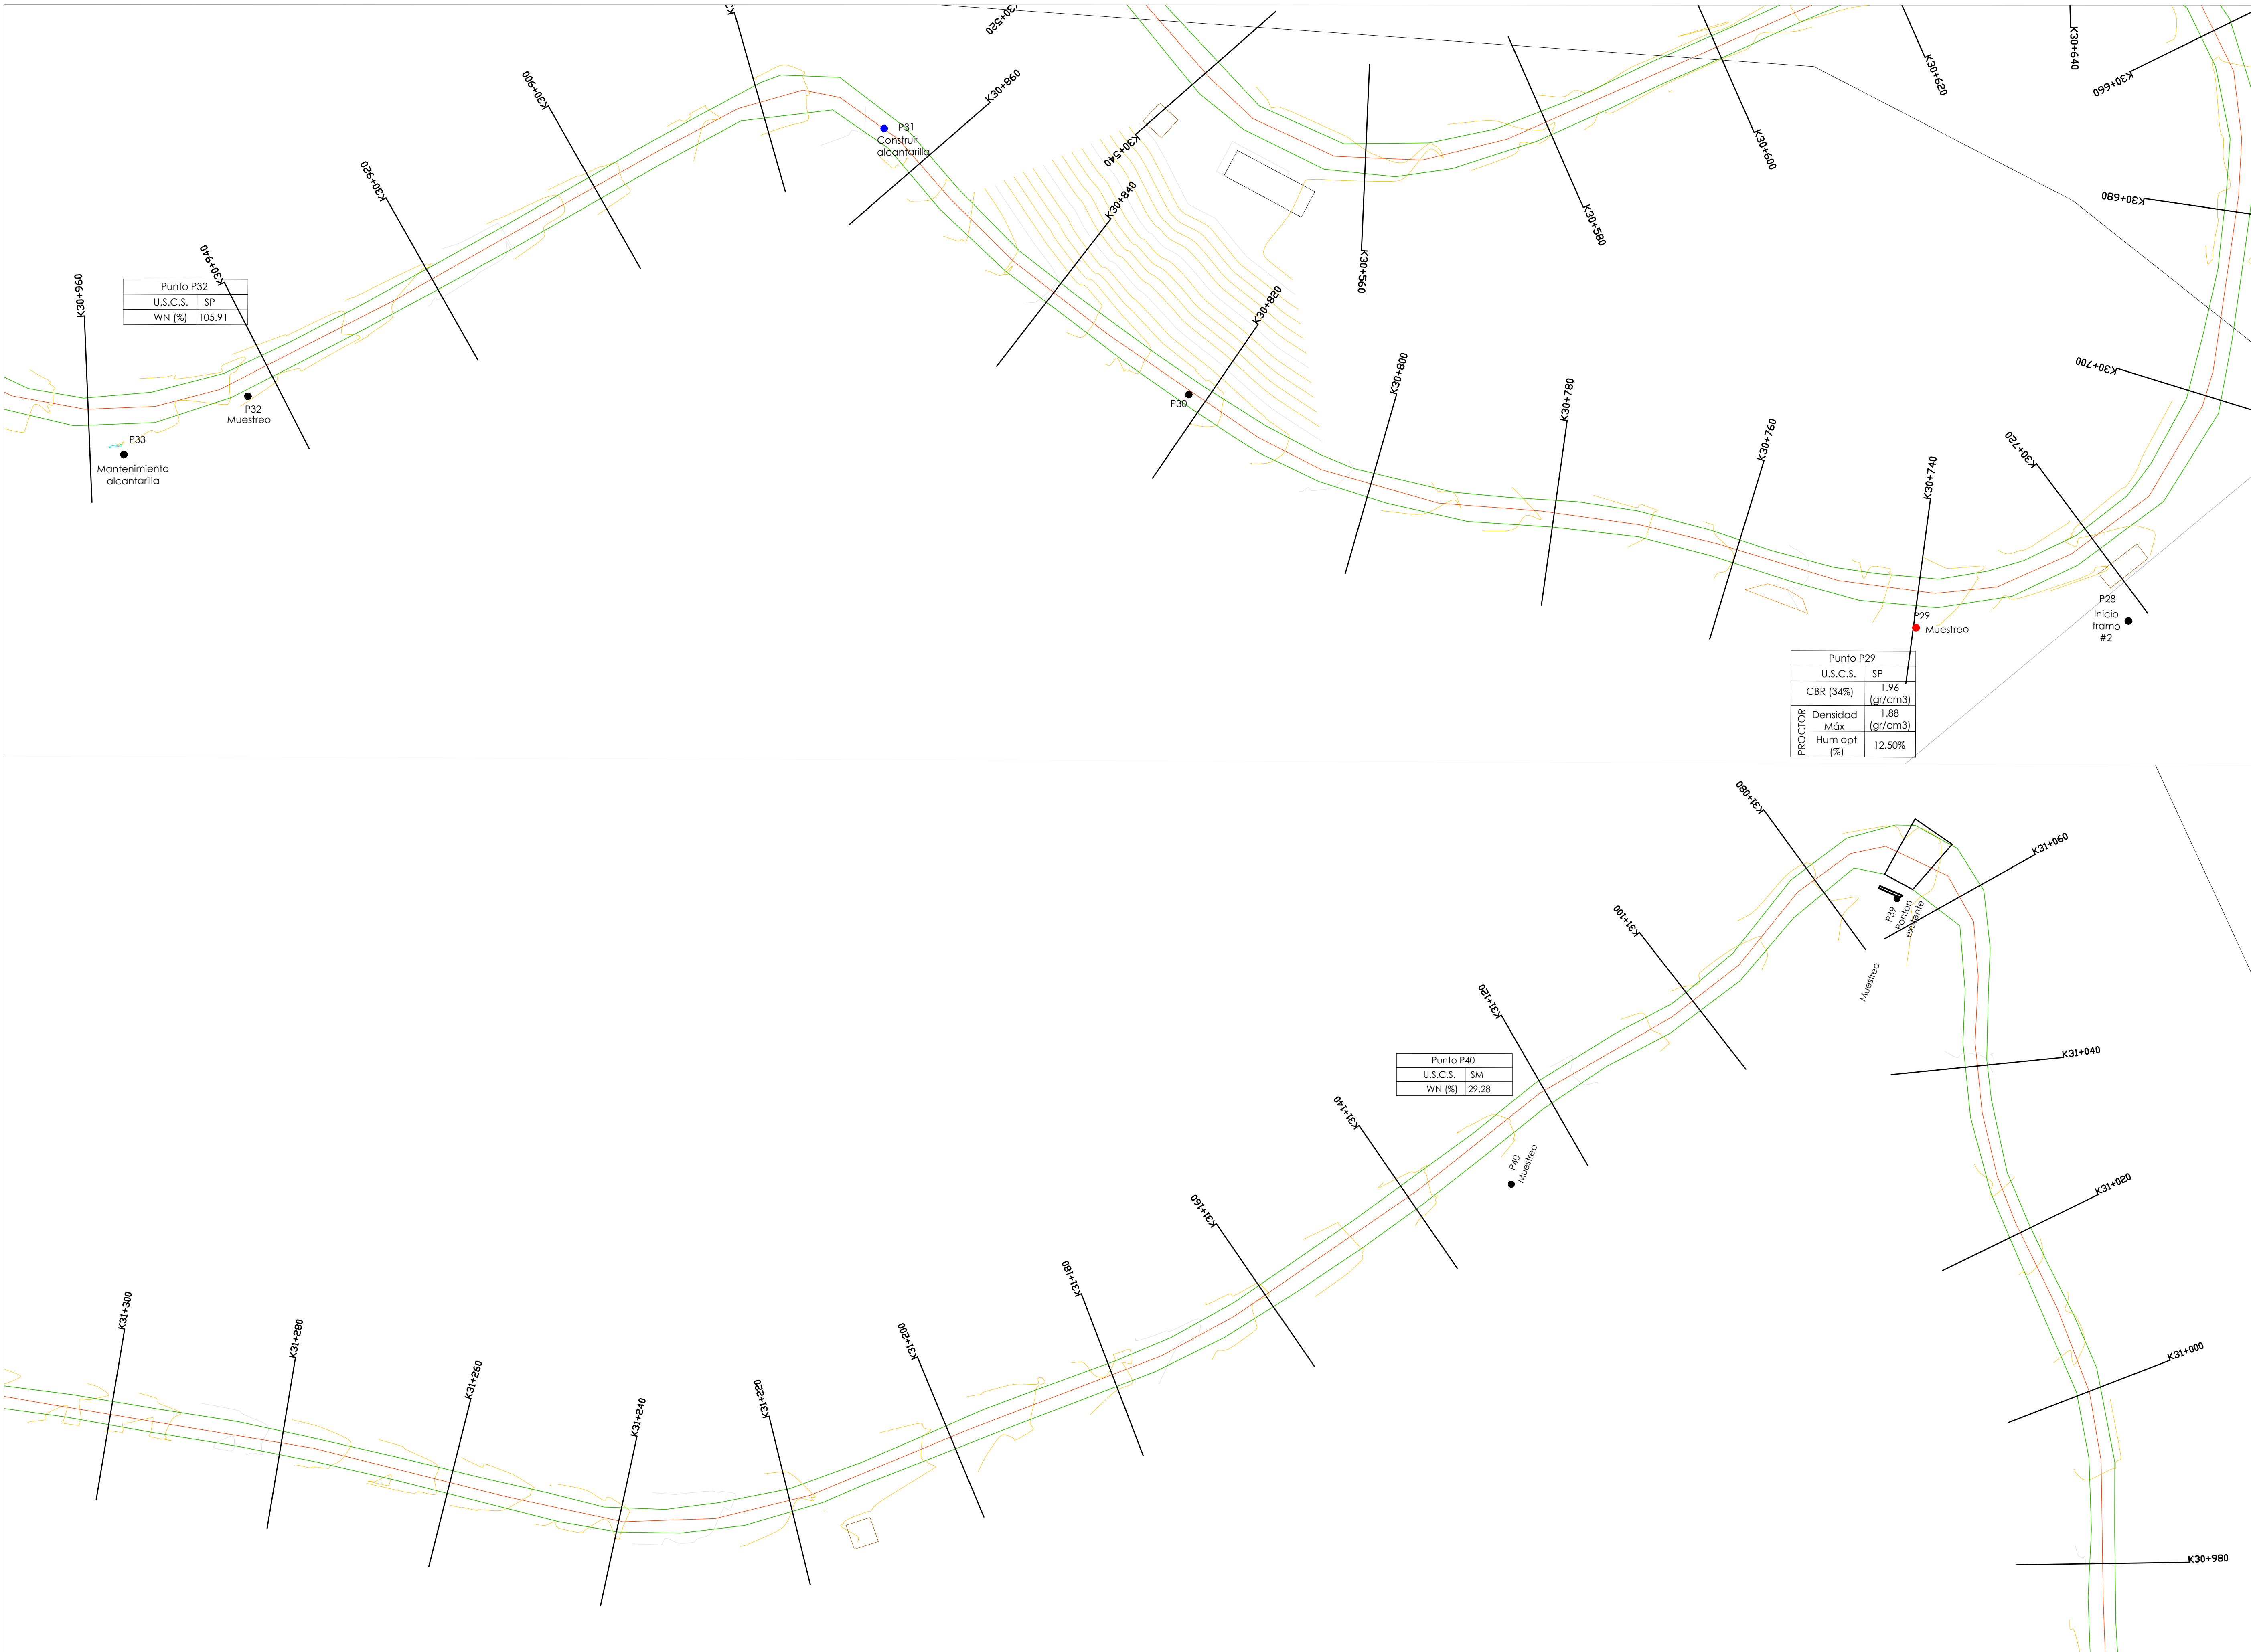 K30+520
K30+540
K30+560
K30+580
K30+600
K30+620
K30+640
K30+660
K30+680
K30+700
K30+720
K30+740
K30+760
K30+780
K30+800
K30+820
K30+840
K30+860
K30+900
K30+920
K30+940
K30+960
P31
Construir
alcantarilla
Punto P32
U.S.C.S. SP
WN (%) 105.91
P32
Muestreo
P33
Mantenimiento
alcantarilla
P30
P29
Muestreo
P28
Inicio
tramo
#2
Punto P29
U.S.C.S. SP
CBR (34%) 1.96
(gr/cm3)
PROCTOR
Densidad
Máx
1.88
(gr/cm3)
Hum opt
(%)
12.50%
K31+080
K31+060
P39
Ponton
Muestreo
K31+100
K31+120
K31+040
Punto P40
U.S.C.S. SM
WN (%) 29.28
K31+140
P40
Muestreo
K31+020
K31+160
K31+180
K31+000
K31+300
K31+280
K31+260
K31+240
K31+220
K31+200
K30+980